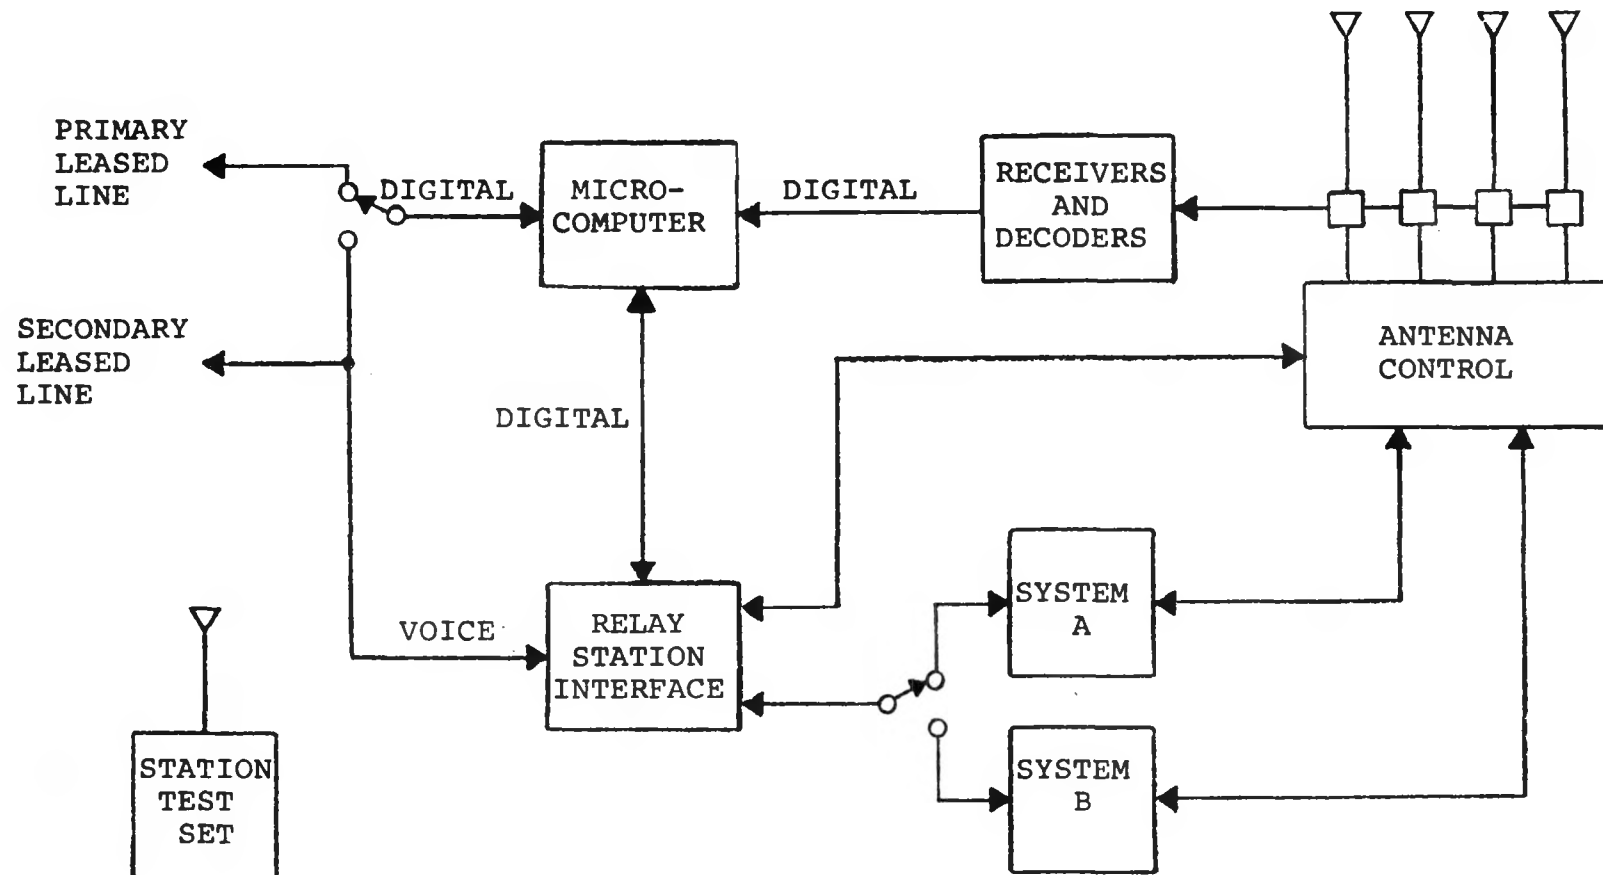 PRIMARY
LEASED
LINE
DIGITAL
MICRO-
COMPUTER
DIGITAL
RECEIVERS
AND
DECODERS
SECONDARY
LEASED
LINE
ANTENNA
CONTROL
DIGITAL
VOICE
RELAY
STATION
INTERFACE
SYSTEM
A
SYSTEM
B
STATION
TEST
SET